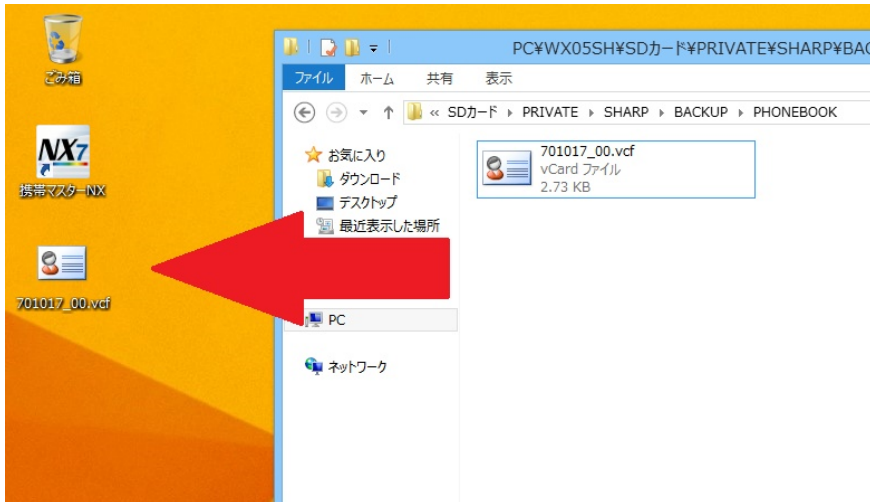 ごみ箱
NX7
携帯マスターNX
701017_00.vcf
PC¥WX05SH¥SDカード¥PRIVATE¥SHARP¥BAC
ファイル ホーム 共有 表示
« SDカード PRIVATE SHARP BACKUP PHONEBOOK
お気に入り
ダウンロード
デスクトップ
最近表示した場所
PC
ネットワーク
701017_00.vcf
vCard ファイル
2.73 KB